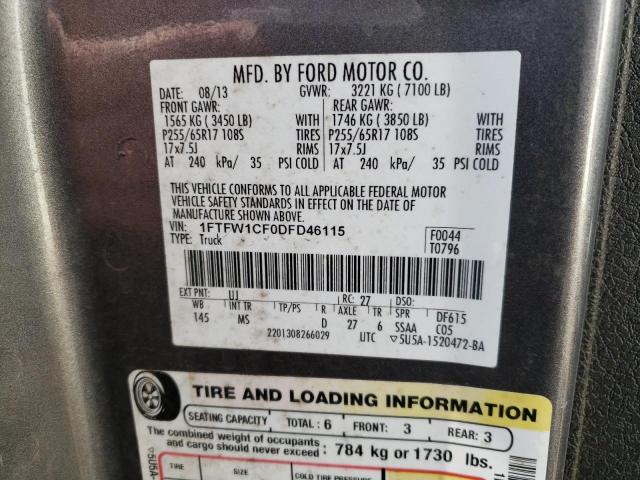 MFD. BY FORD MOTOR CO.
DATE: 08/13 GVWR: 3221 KG ( 7100 LB)
FRONT GAWR: REAR GAWR:
1565 KG ( 3450 LB) WITH 1746 KG ( 3850 LB) WITH
P255/65R17 108S TIRES P255/65R17 108S TIRES
17x7.5J RIMS 17x7.5J RIMS
AT 240 kPa/ 35 PSI COLD AT 240 kPa/ 35 PSI COLD
THIS VEHICLE CONFORMS TO ALL APPLICABLE FEDERAL MOTOR
VEHICLE SAFETY STANDARDS IN EFFECT ON THE DATE OF
MANUFACTURE SHOWN ABOVE.
VIN: 1FTFW1CF0DFD46115 F0044
TYPE: Truck T0796
EXT PNT: UJ RC: 27 DSO:
WB INT TR TP/PS R AXLE TR SPR DF615
145 MS D 27 6 SSAA C05
2201308266029 UTC ▽5U5A-1520472-BA
TIRE AND LOADING INFORMATION
SEATING CAPACITY TOTAL: 6 FRONT: 3 REAR: 3
The combined weight of occupants
and cargo should never exceed: 784 kg or 1730 lbs.
TIRE SIZE
▽5U5A-